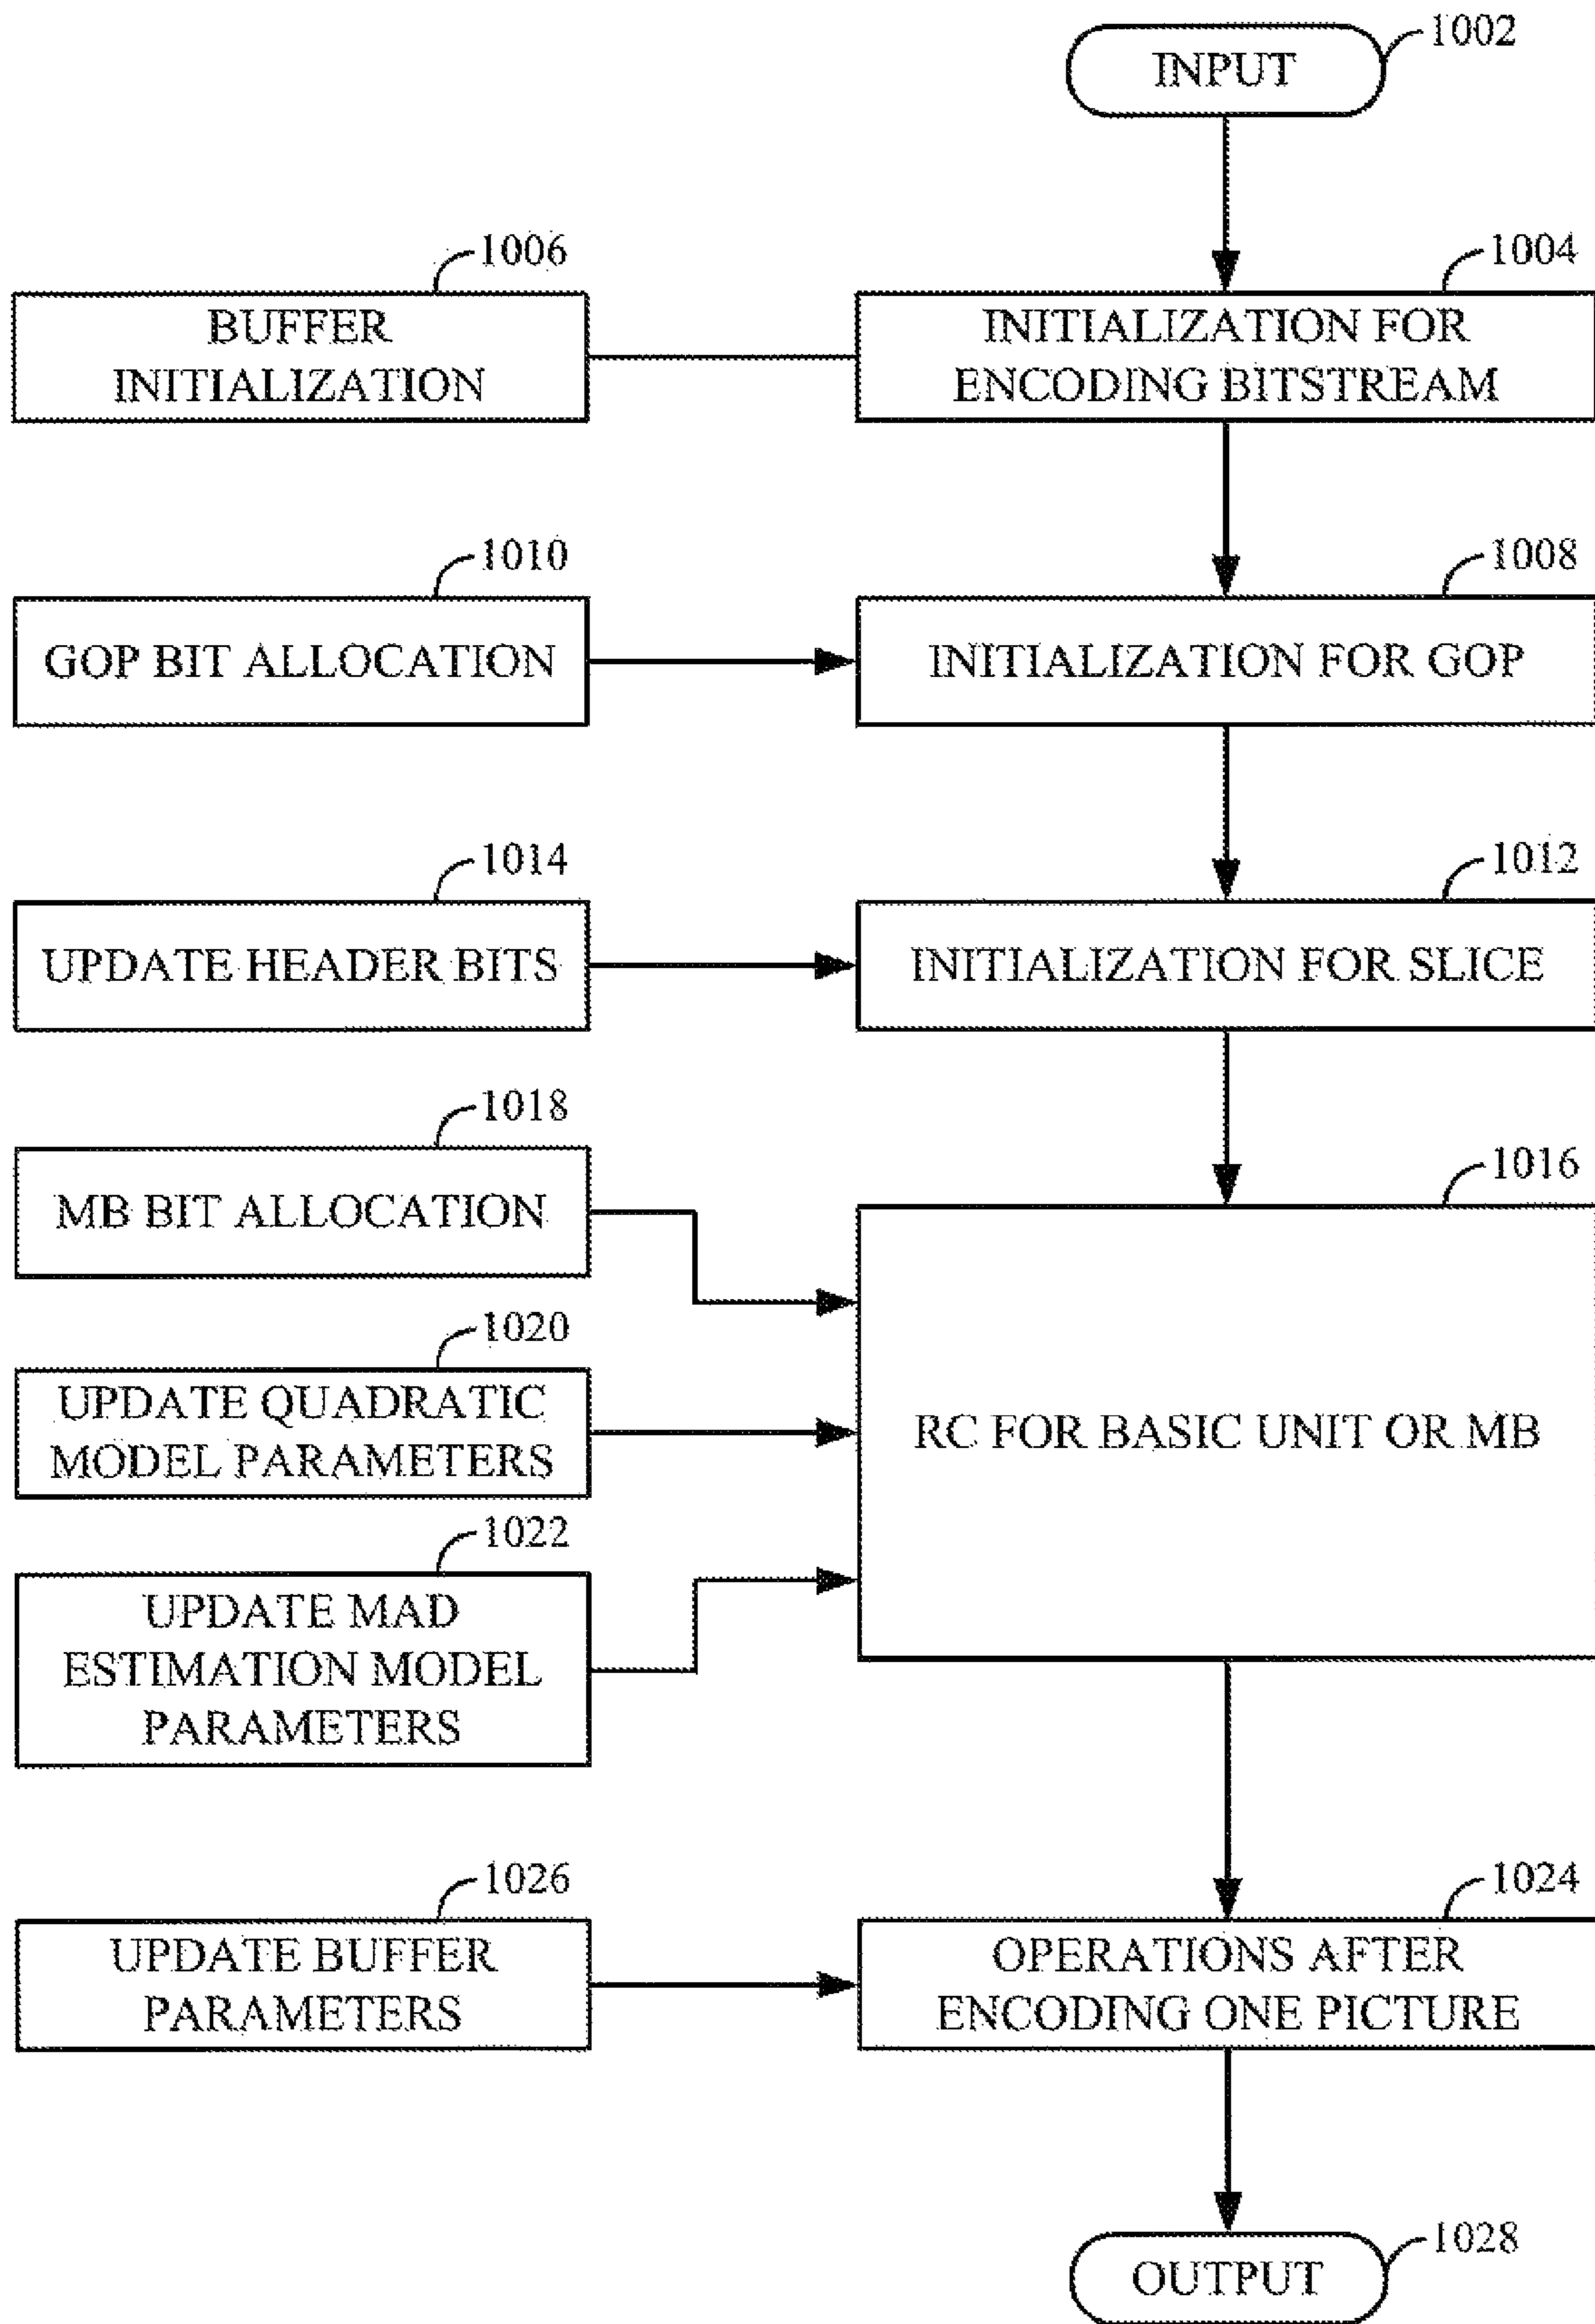 1002
INPUT
1006
BUFFER
INITIALIZATION
1004
INITIALIZATION FOR
ENCODING BITSTREAM
1010
GOP BIT ALLOCATION
1008
INITIALIZATION FOR GOP
1014
UPDATE HEADER BITS
1012
INITIALIZATION FOR SLICE
1018
MB BIT ALLOCATION
1016
RC FOR BASIC UNIT OR MB
1020
UPDATE QUADRATIC
MODEL PARAMETERS
1022
UPDATE MAD
ESTIMATION MODEL
PARAMETERS
1026
UPDATE BUFFER
PARAMETERS
1024
OPERATIONS AFTER
ENCODING ONE PICTURE
1028
OUTPUT